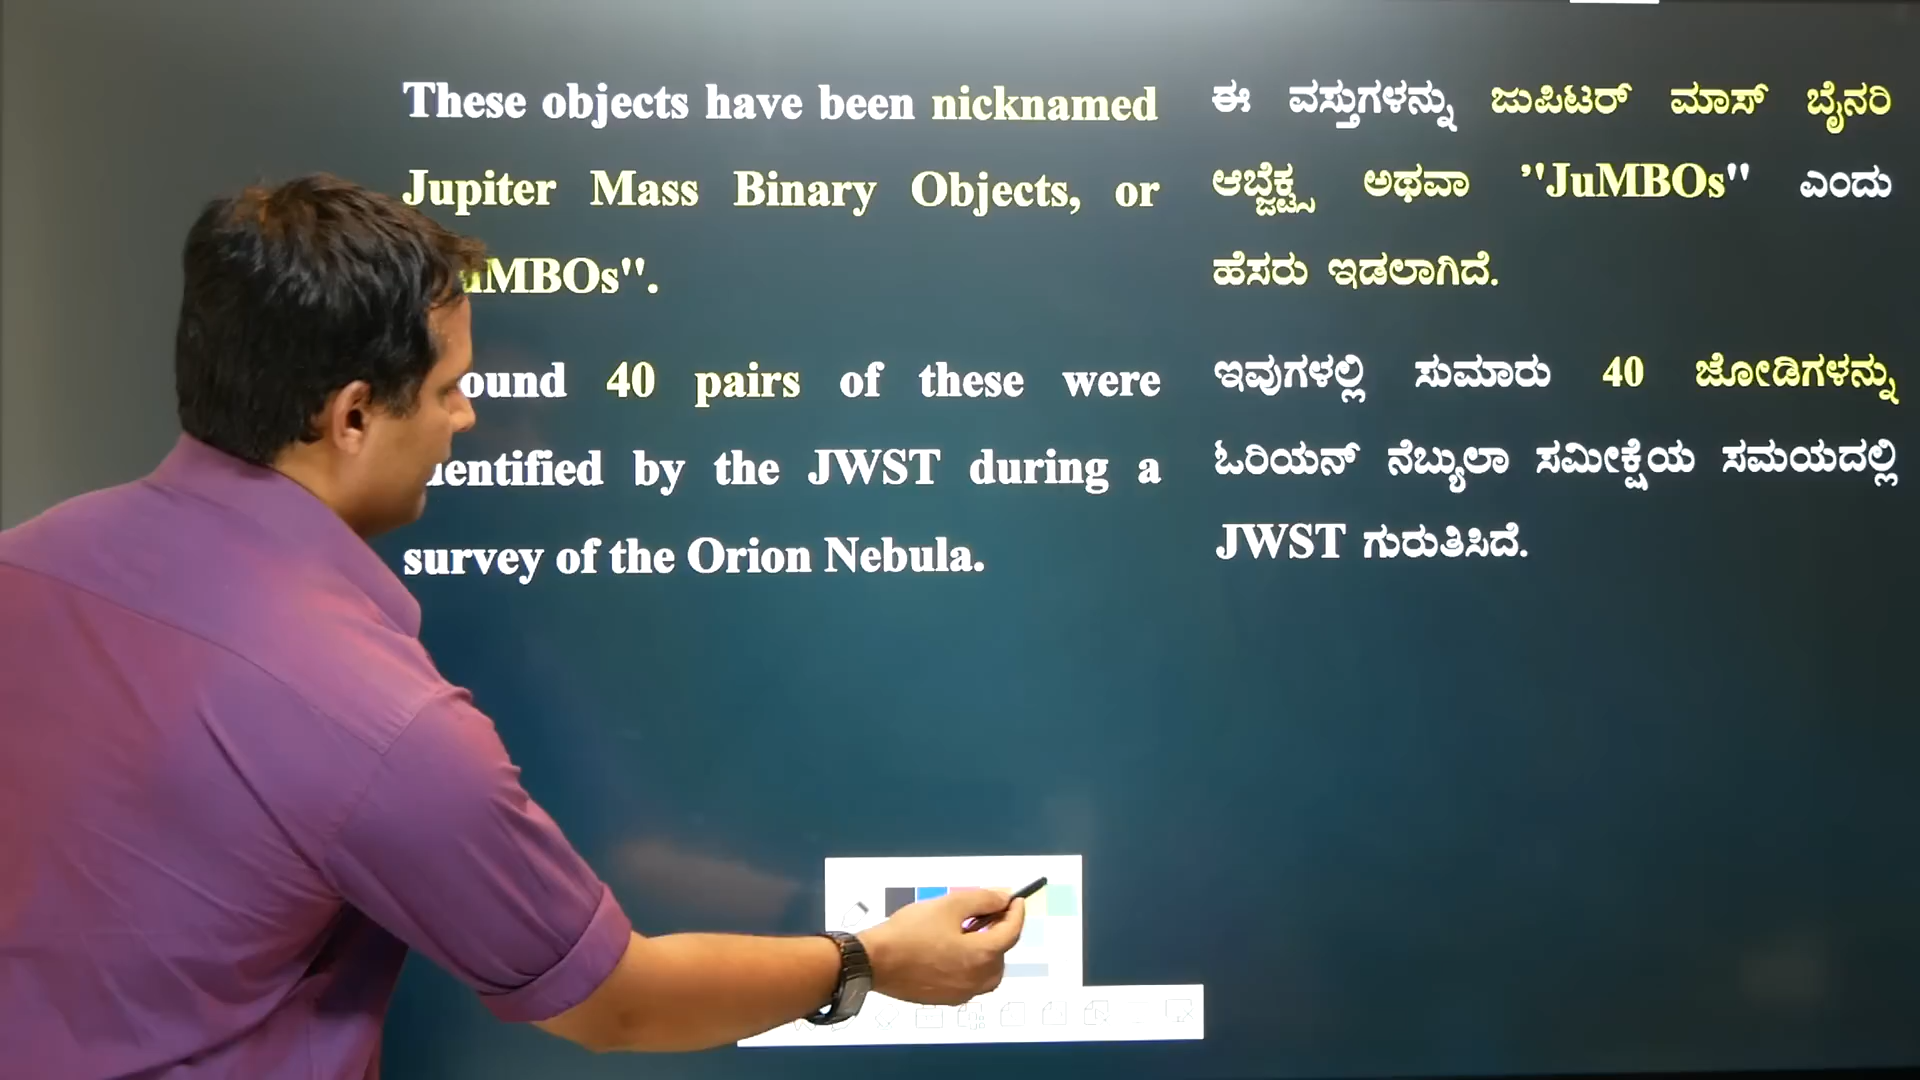 These objects have been nicknamed
Jupiter Mass Binary Objects, or
uMBOs".
ound 40 pairs of these were
dentified by the JWST during a
survey of the Orion Nebula.
ಈ ವಸ್ತುಗಳನ್ನು ಜುಪಿಟರ್ ಮಾಸ್ ಬೈನರಿ
ಆಬ್ಜೆಕ್ಟ್ಸ ಅಥವಾ "JuMBOs" ಎಂದು
ಹೆಸರು ಇಡಲಾಗಿದೆ.
ಇವುಗಳಲ್ಲಿ ಸುಮಾರು 40 ಜೋಡಿಗಳನ್ನು
ಓರಿಯನ್ ನೆಬ್ಯುಲಾ ಸಮೀಕ್ಷೆಯ ಸಮಯದಲ್ಲಿ
JWST ಗುರುತಿಸಿದೆ.